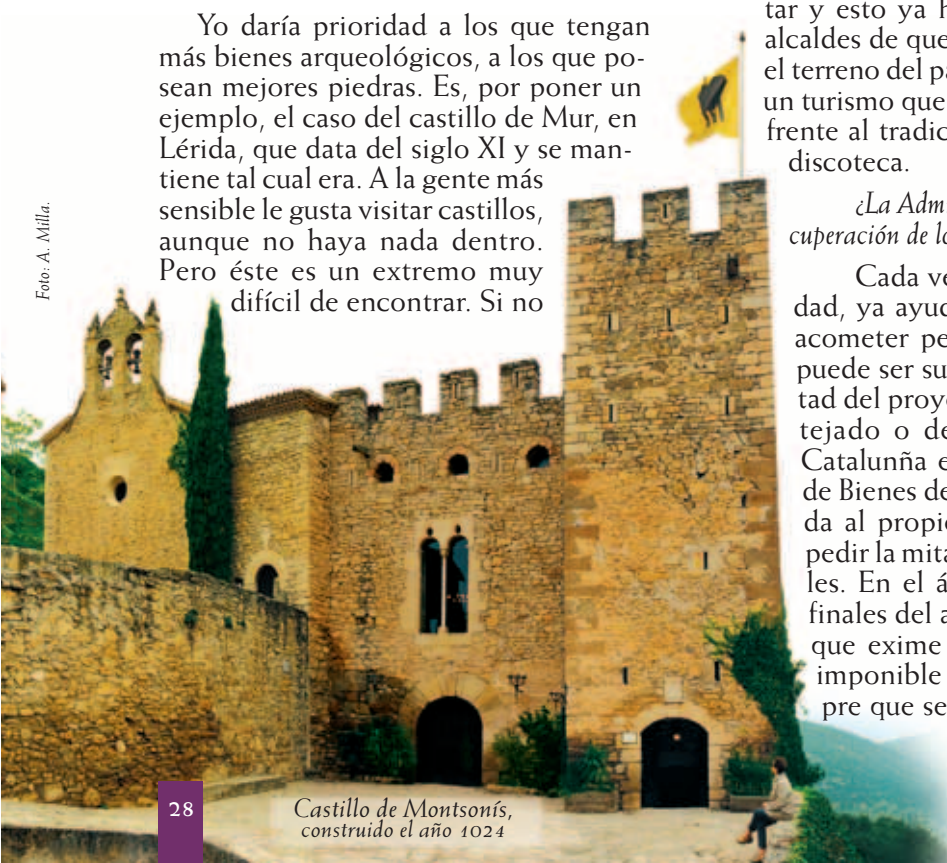 Yo daría prioridad a los que tengan
más bienes arqueológicos, a los que po-
sean mejores piedras. Es, por poner un
ejemplo, el caso del castillo de Mur, en
Lérida, que data del siglo XI y se man-
tiene tal cual era. A la gente más
sensible le gusta visitar castillos,
aunque no haya nada dentro.
Pero éste es un extremo muy
difícil de encontrar. Si no
tar y esto ya h
alcaldes de que
el terreno del pa
un turismo que
frente al tradic
discoteca.
¿La Adm
cuperación de lo
Cada ve
dad, ya ayud
acometer pe
puede ser su
tad del proye
tejado o de
Catalunña e
de Bienes de
da al propie
pedir la mita
les. En el á
finales del a
que exime
imponible
pre que se
Foto: A. Milla.
28
Castillo de Montsonís,
construido el año 1024